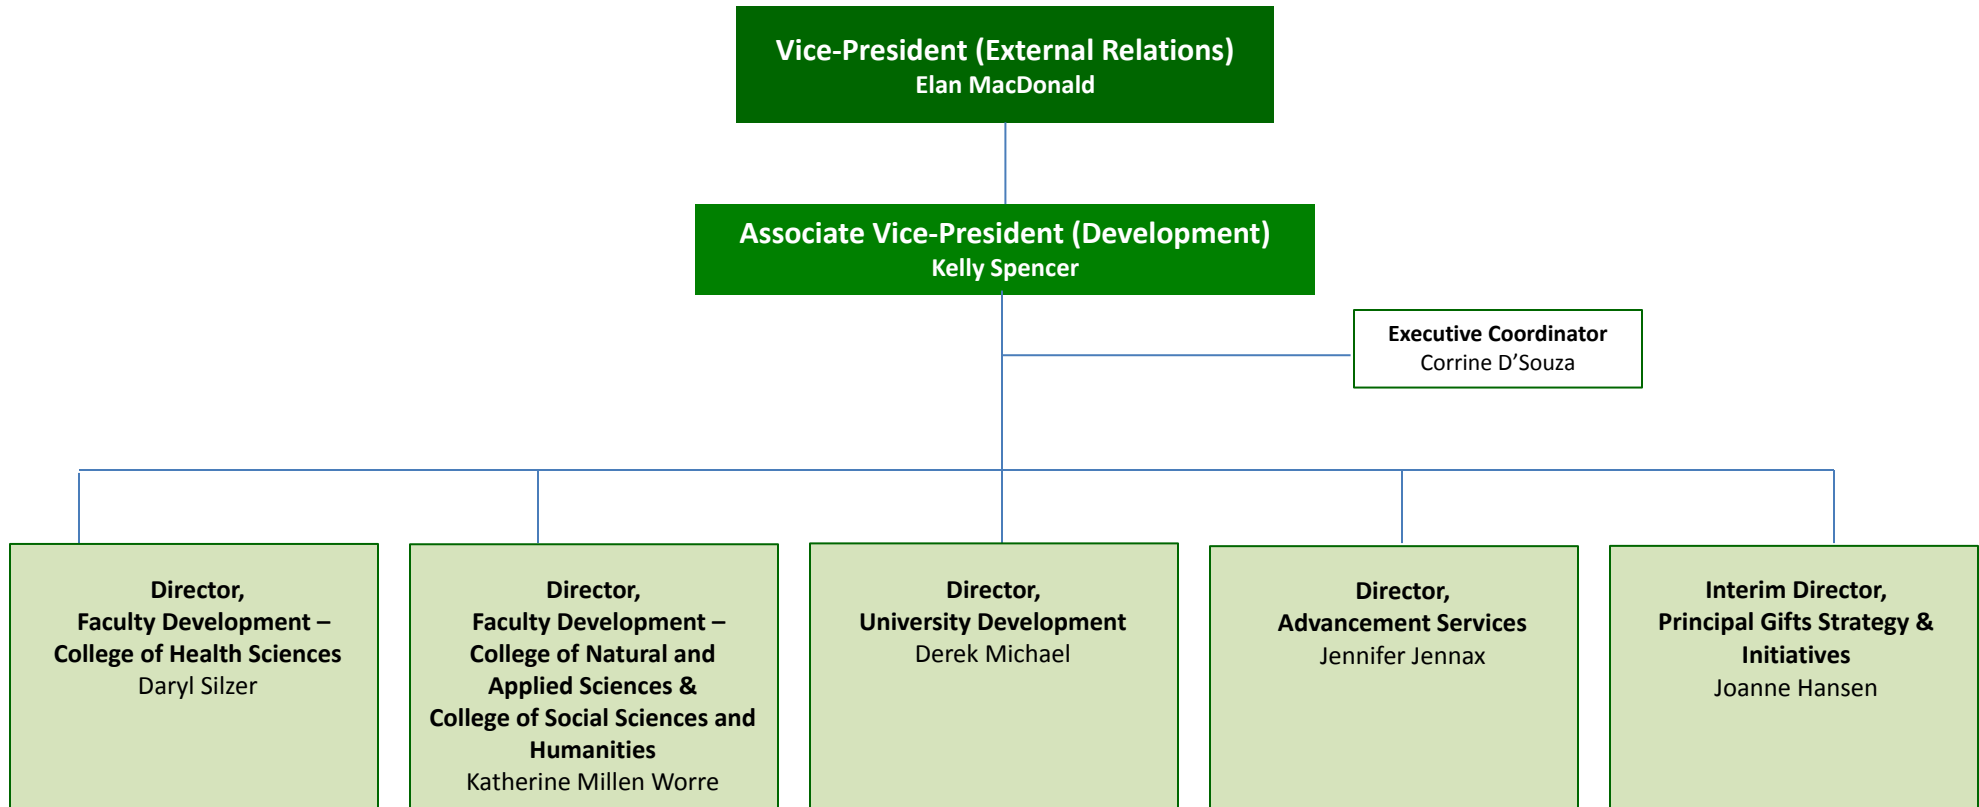 Vice-President (External Relations)
Elan MacDonald
Associate Vice-President (Development)
Kelly Spencer
Executive Coordinator
Corrine D’Souza
Director,
Faculty Development –
College of Health Sciences
Daryl Silzer
Director,
Faculty Development –
College of Natural and
Applied Sciences &
College of Social Sciences and
Humanities
Katherine Millen Worre
Director,
University Development
Derek Michael
Director,
Advancement Services
Jennifer Jennax
Interim Director,
Principal Gifts Strategy &
Initiatives
Joanne Hansen